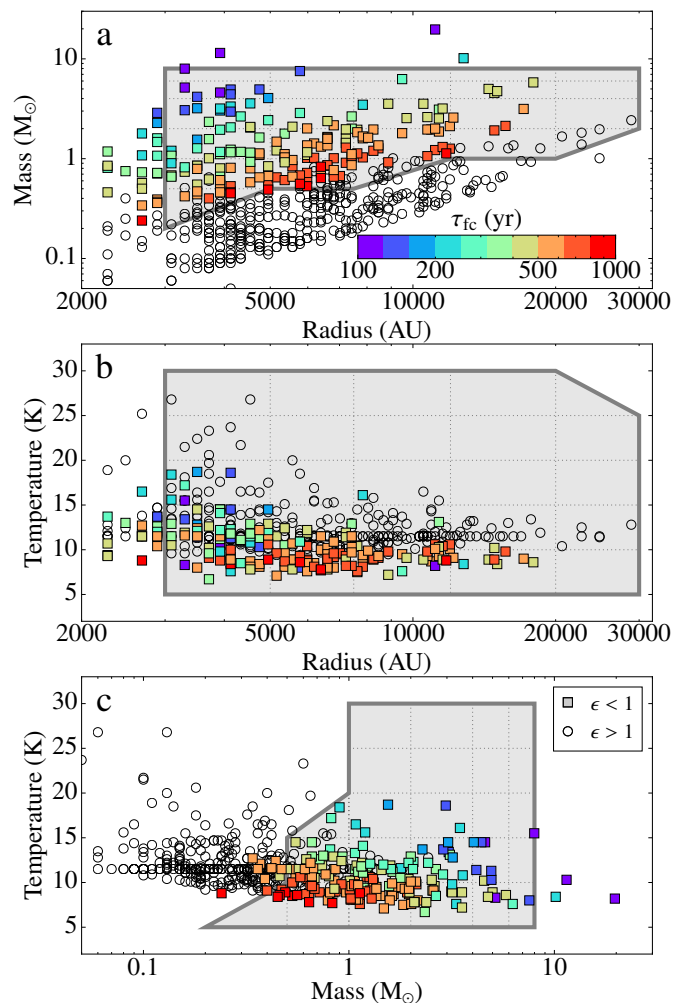 a
10
1
0.1
Mass (M⊙)
τfc (yr)
100 200 500 1000
2000 5000 10000 20000 30000
Radius (AU)
b
30
25
20
15
10
5
Temperature (K)
2000 5000 10000 20000 30000
Radius (AU)
c
30
25
20
15
10
5
Temperature (K)
ϵ < 1
ϵ > 1
0.1 1 10
Mass (M⊙)